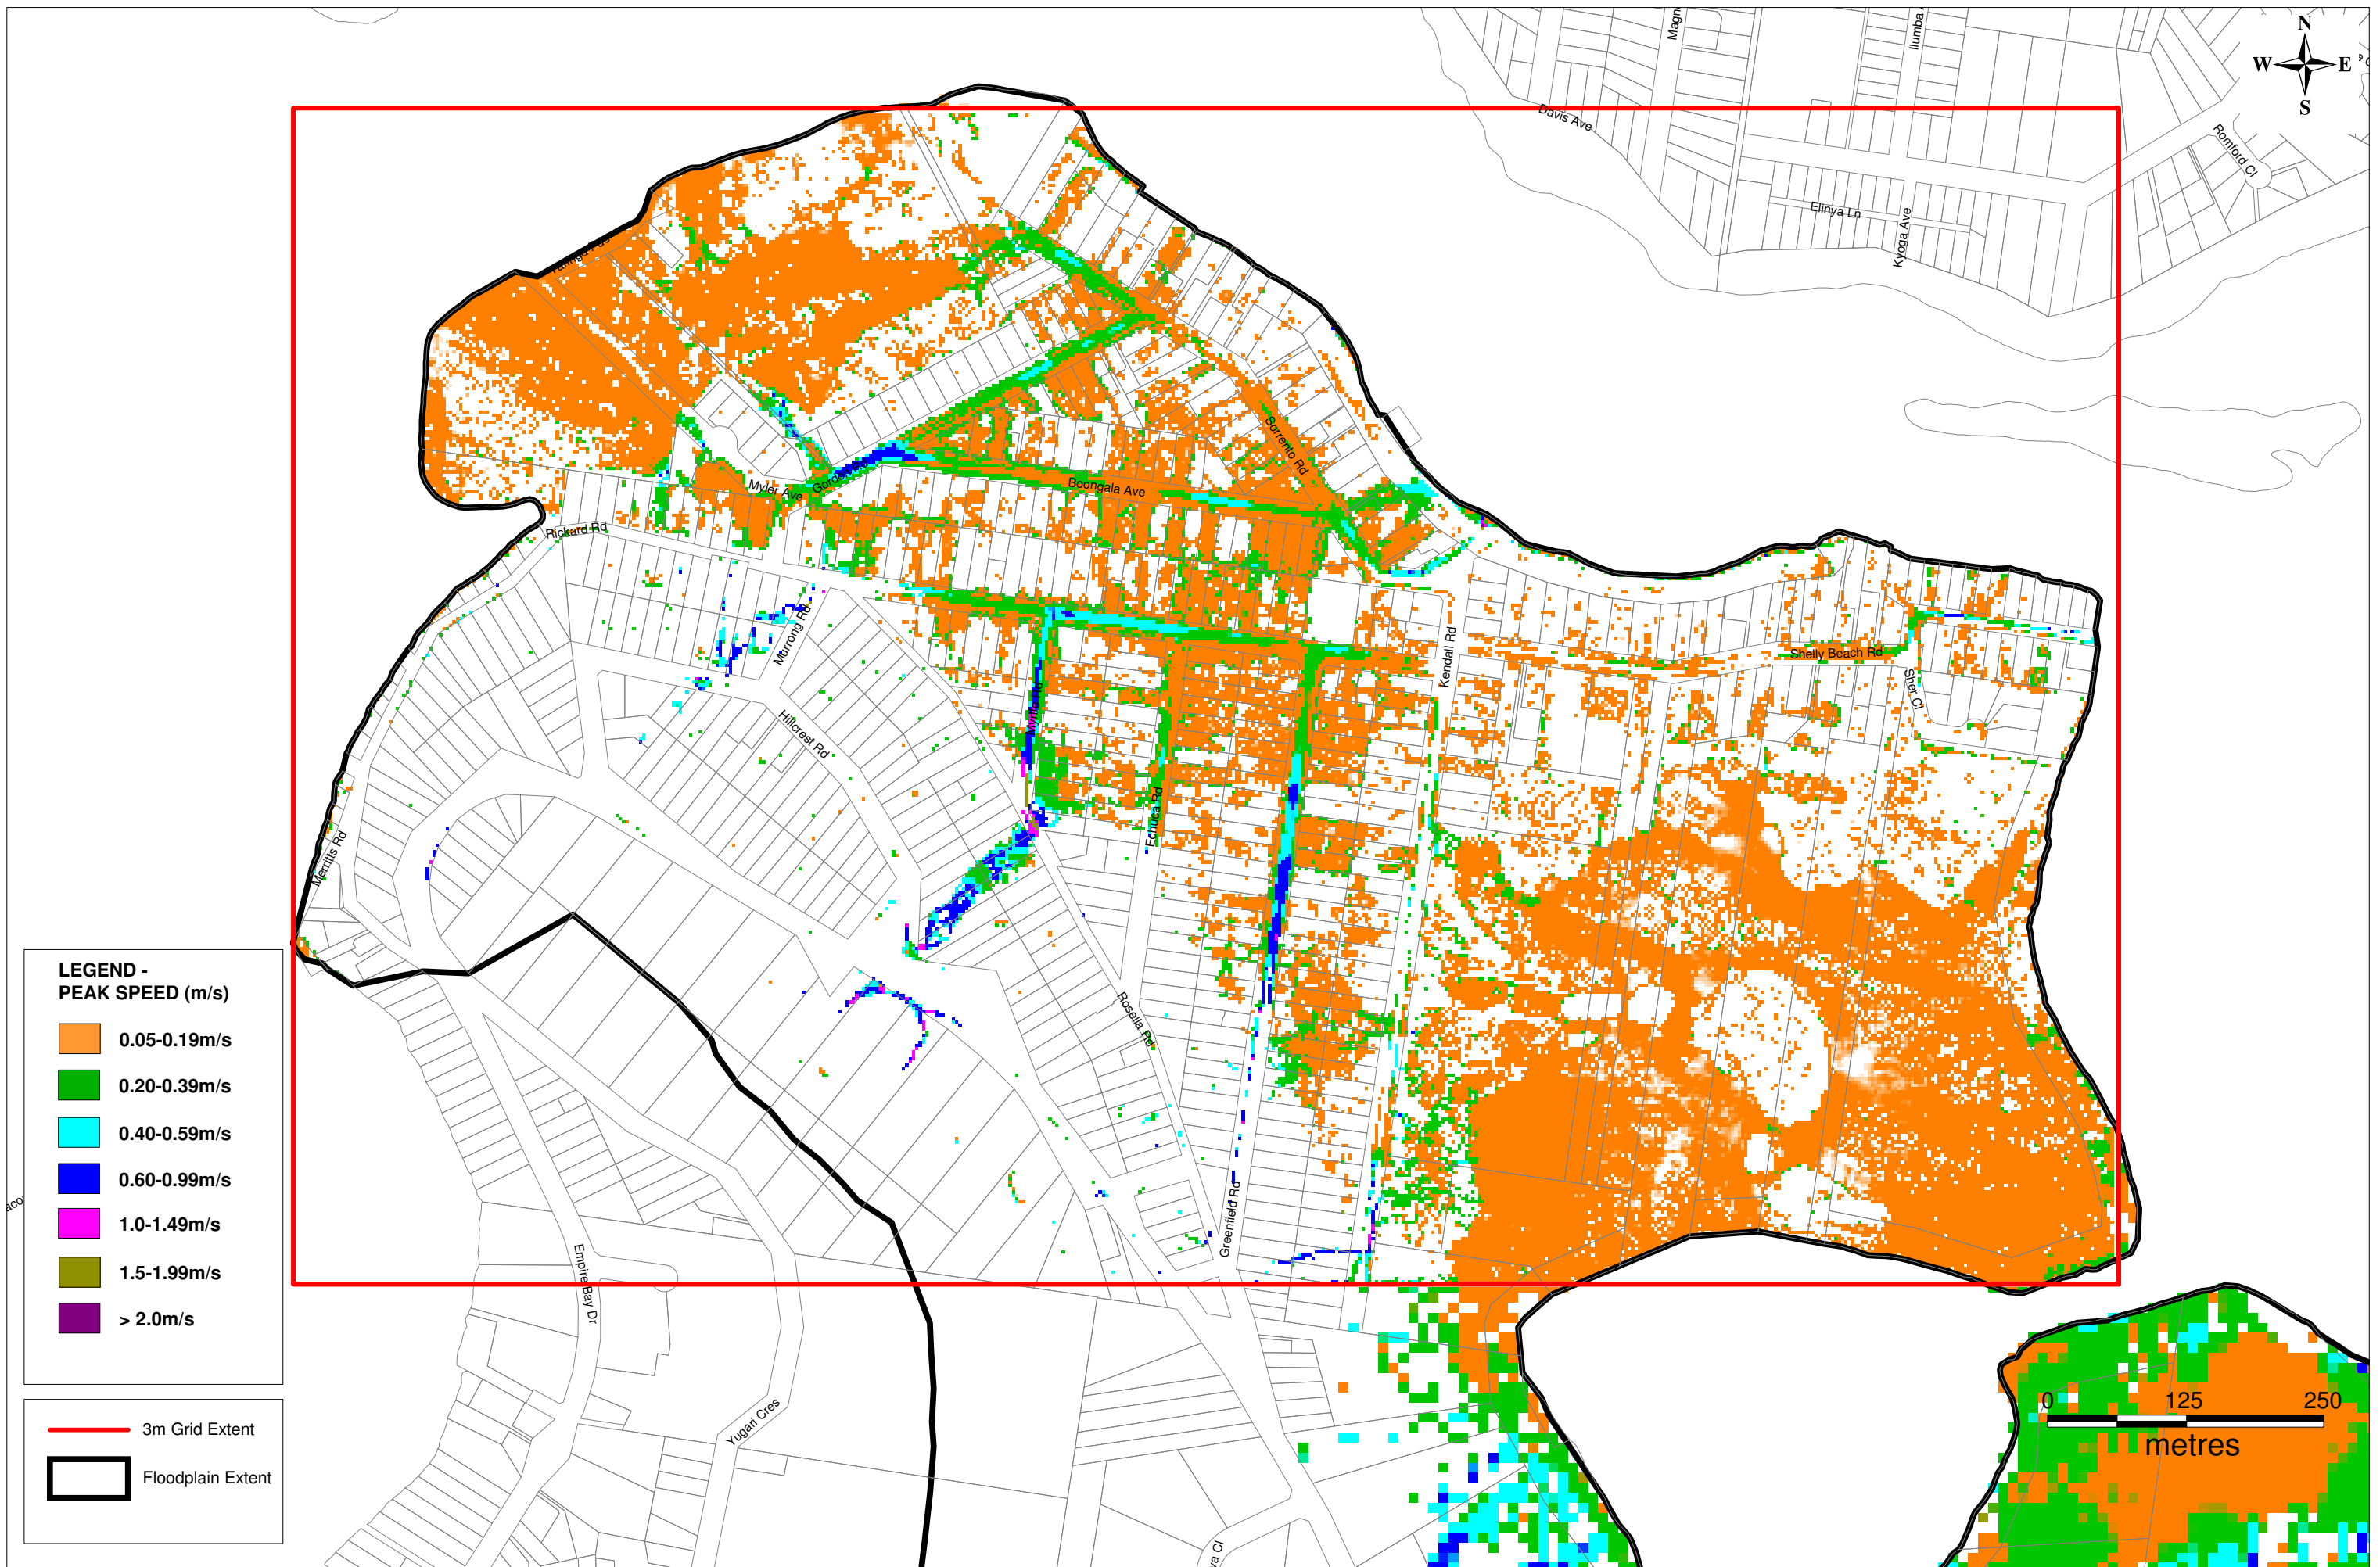 Magn
Ilumba
N
W
E
S
Davis Ave
Romford Cl
Elinya Ln
Kyoga Ave
Sorrento Rd
Boongala Ave
Gordon Rd
Myler Ave
Rickard Rd
Murrong Rd
Kendall Rd
Shelly Beach Rd
Sher Cl
Hillcrest Rd
Echuca Rd
Merritts Rd
Rosella Rd
Greenfield Rd
Empire Bay Dr
Yugari Cres
LEGEND -
PEAK SPEED (m/s)
0.05-0.19m/s
0.20-0.39m/s
0.40-0.59m/s
0.60-0.99m/s
1.0-1.49m/s
1.5-1.99m/s
> 2.0m/s
3m Grid Extent
Floodplain Extent
0 125 250
metres